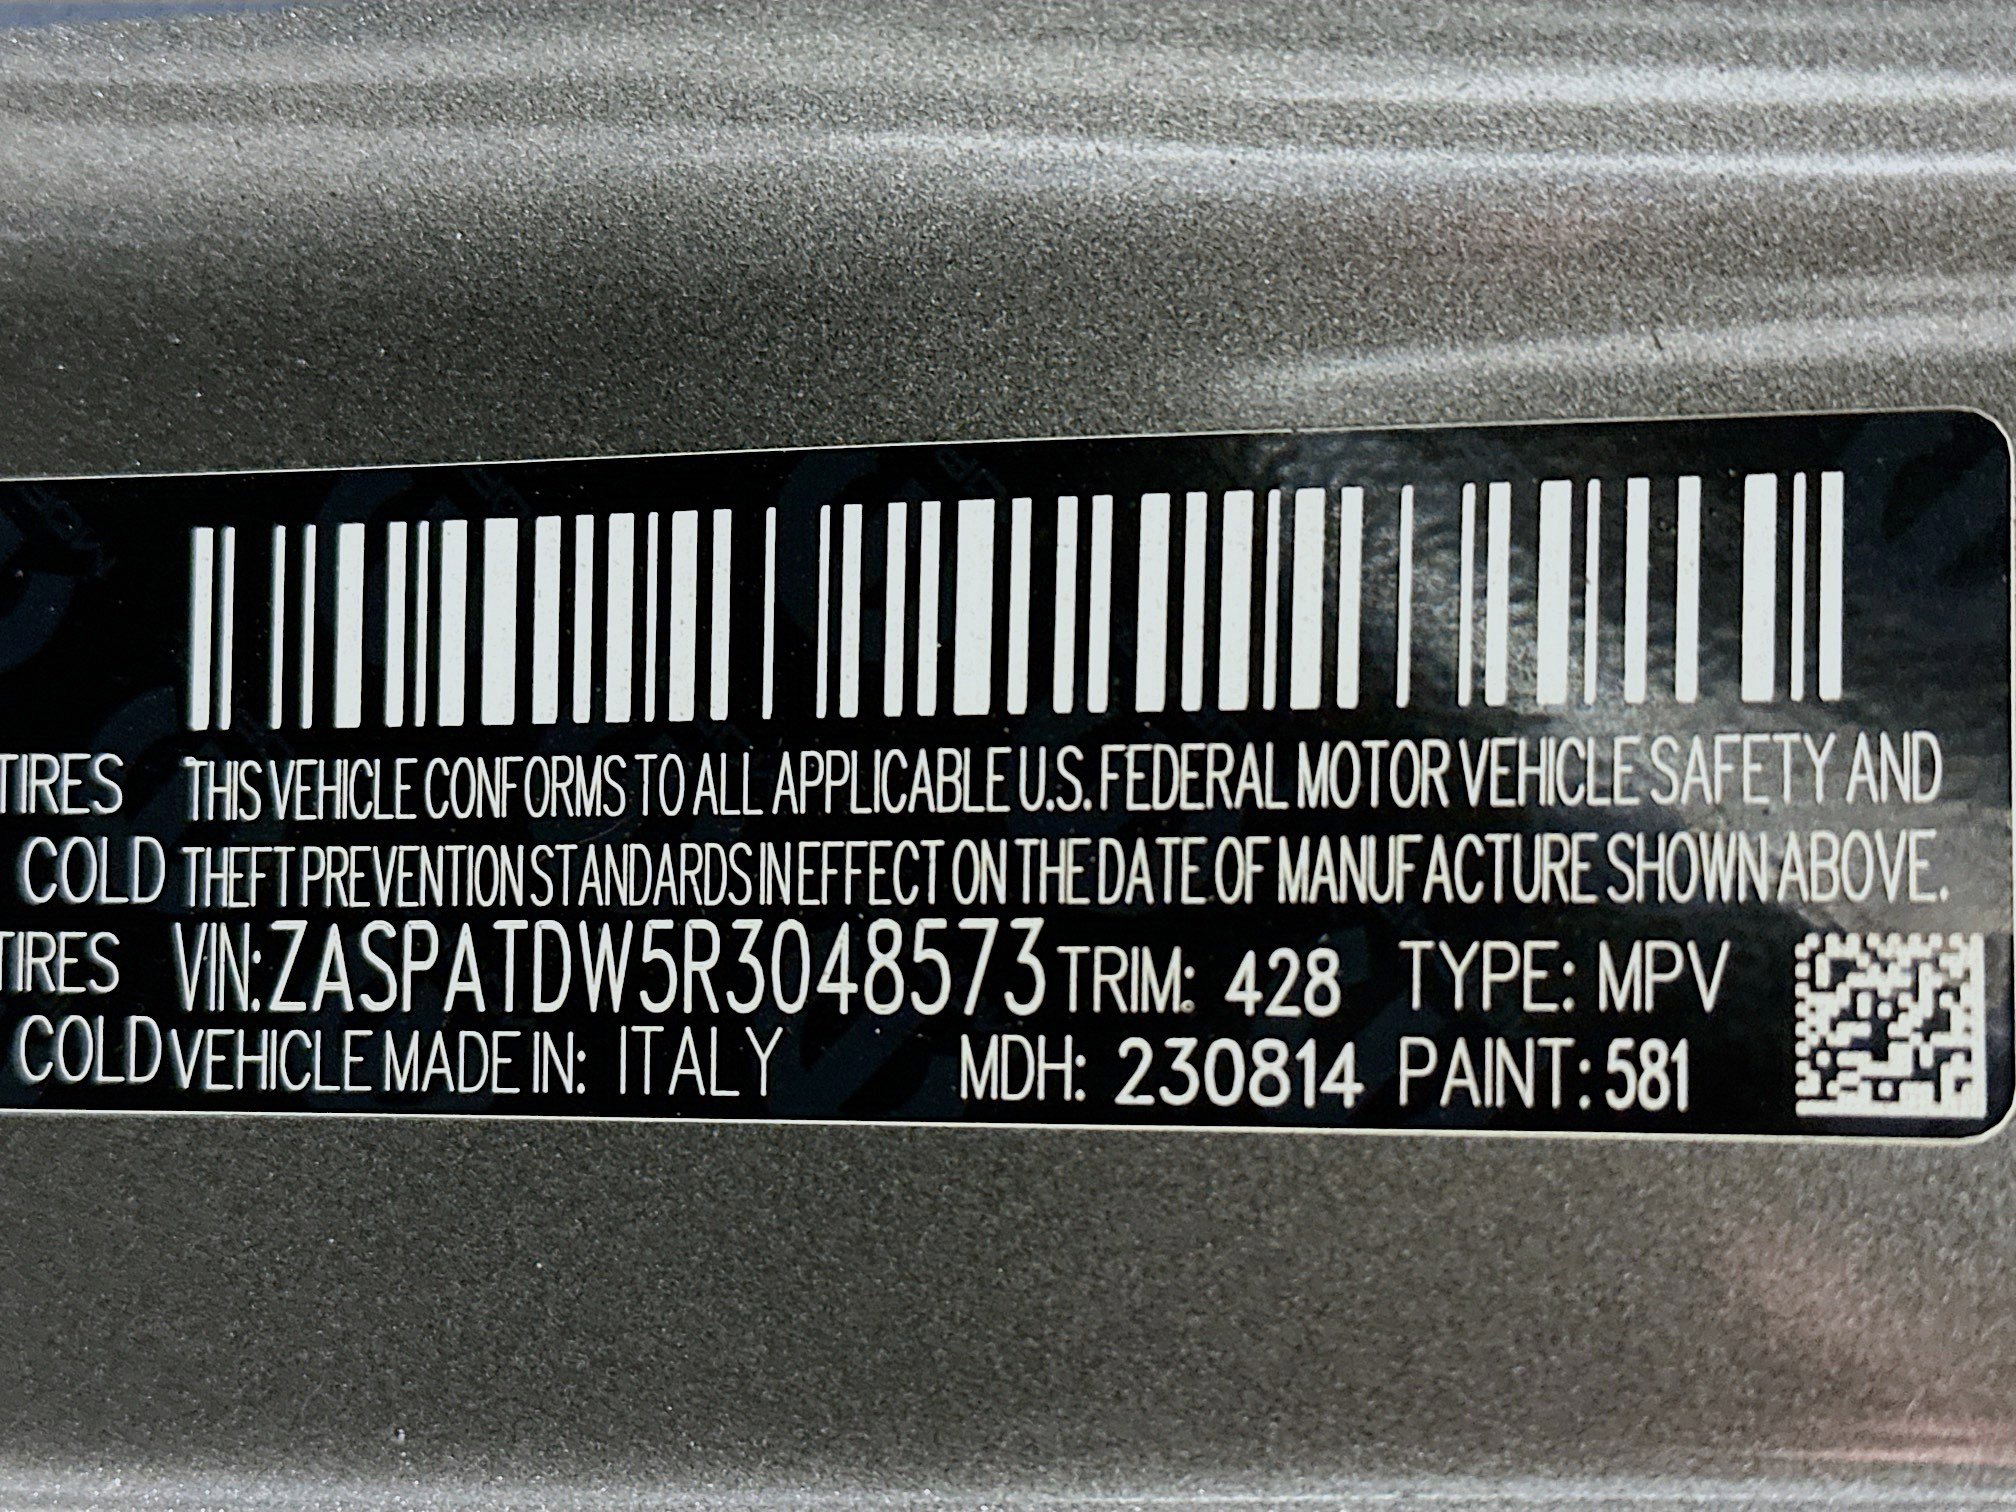 TIRES THIS VEHICLE CONFORMS TO ALL APPLICABLE U.S. FEDERAL MOTOR VEHICLE SAFETY AND
COLD THEFT PREVENTION STANDARDS IN EFFECT ON THE DATE OF MANUFACTURE SHOWN ABOVE.
TIRES VIN: ZASPATDW5R3048573 TRIM: 428 TYPE: MPV
COLD VEHICLE MADE IN: ITALY MDH: 230814 PAINT: 581